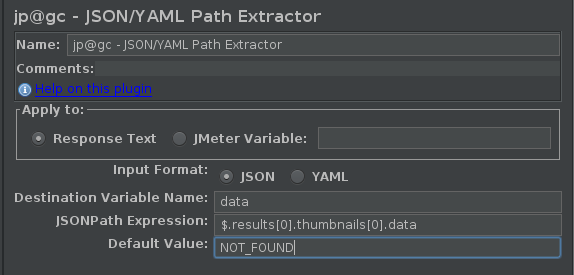 jp@gc - JSON/YAML Path Extractor
Name: jp@gc - JSON/YAML Path Extractor
Comments:
Help on this plugin
Apply to:
Response Text JMeter Variable:
Input Format: JSON YAML
Destination Variable Name: data
JSONPath Expression: $.results[0].thumbnails[0].data
Default Value: NOT_FOUND